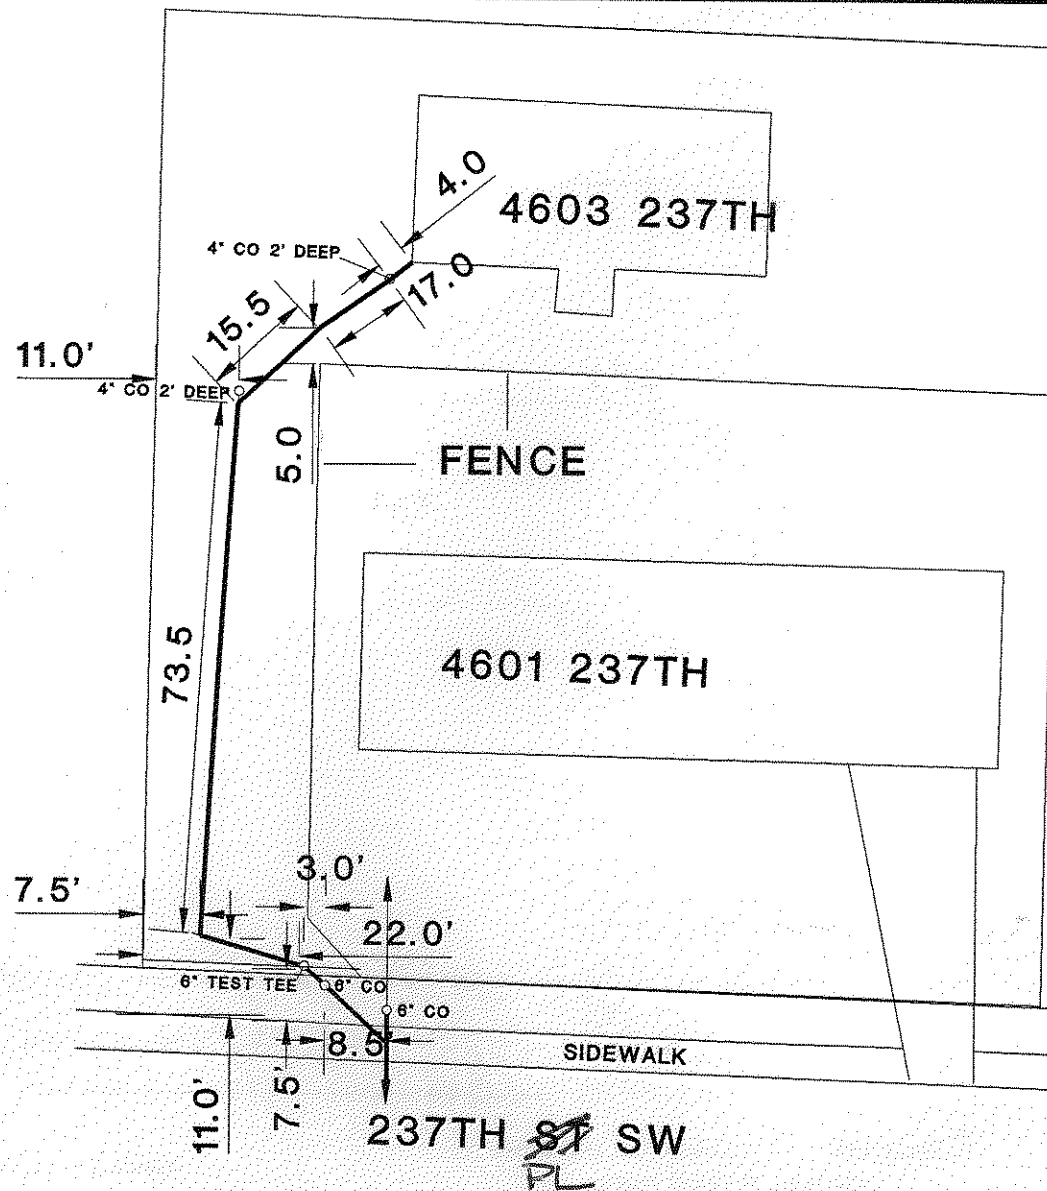 4.0
4603 237TH
4" CO 2' DEEP
17.0
15.5
11.0'
4" CO 2' DEEP
5.0
FENCE
4601 237TH
73.5
3.0'
7.5'
22.0'
6" TEST TEE
6" CO
6" CO
8.5'
SIDEWALK
11.0'
7.5'
237TH ST SW
PL